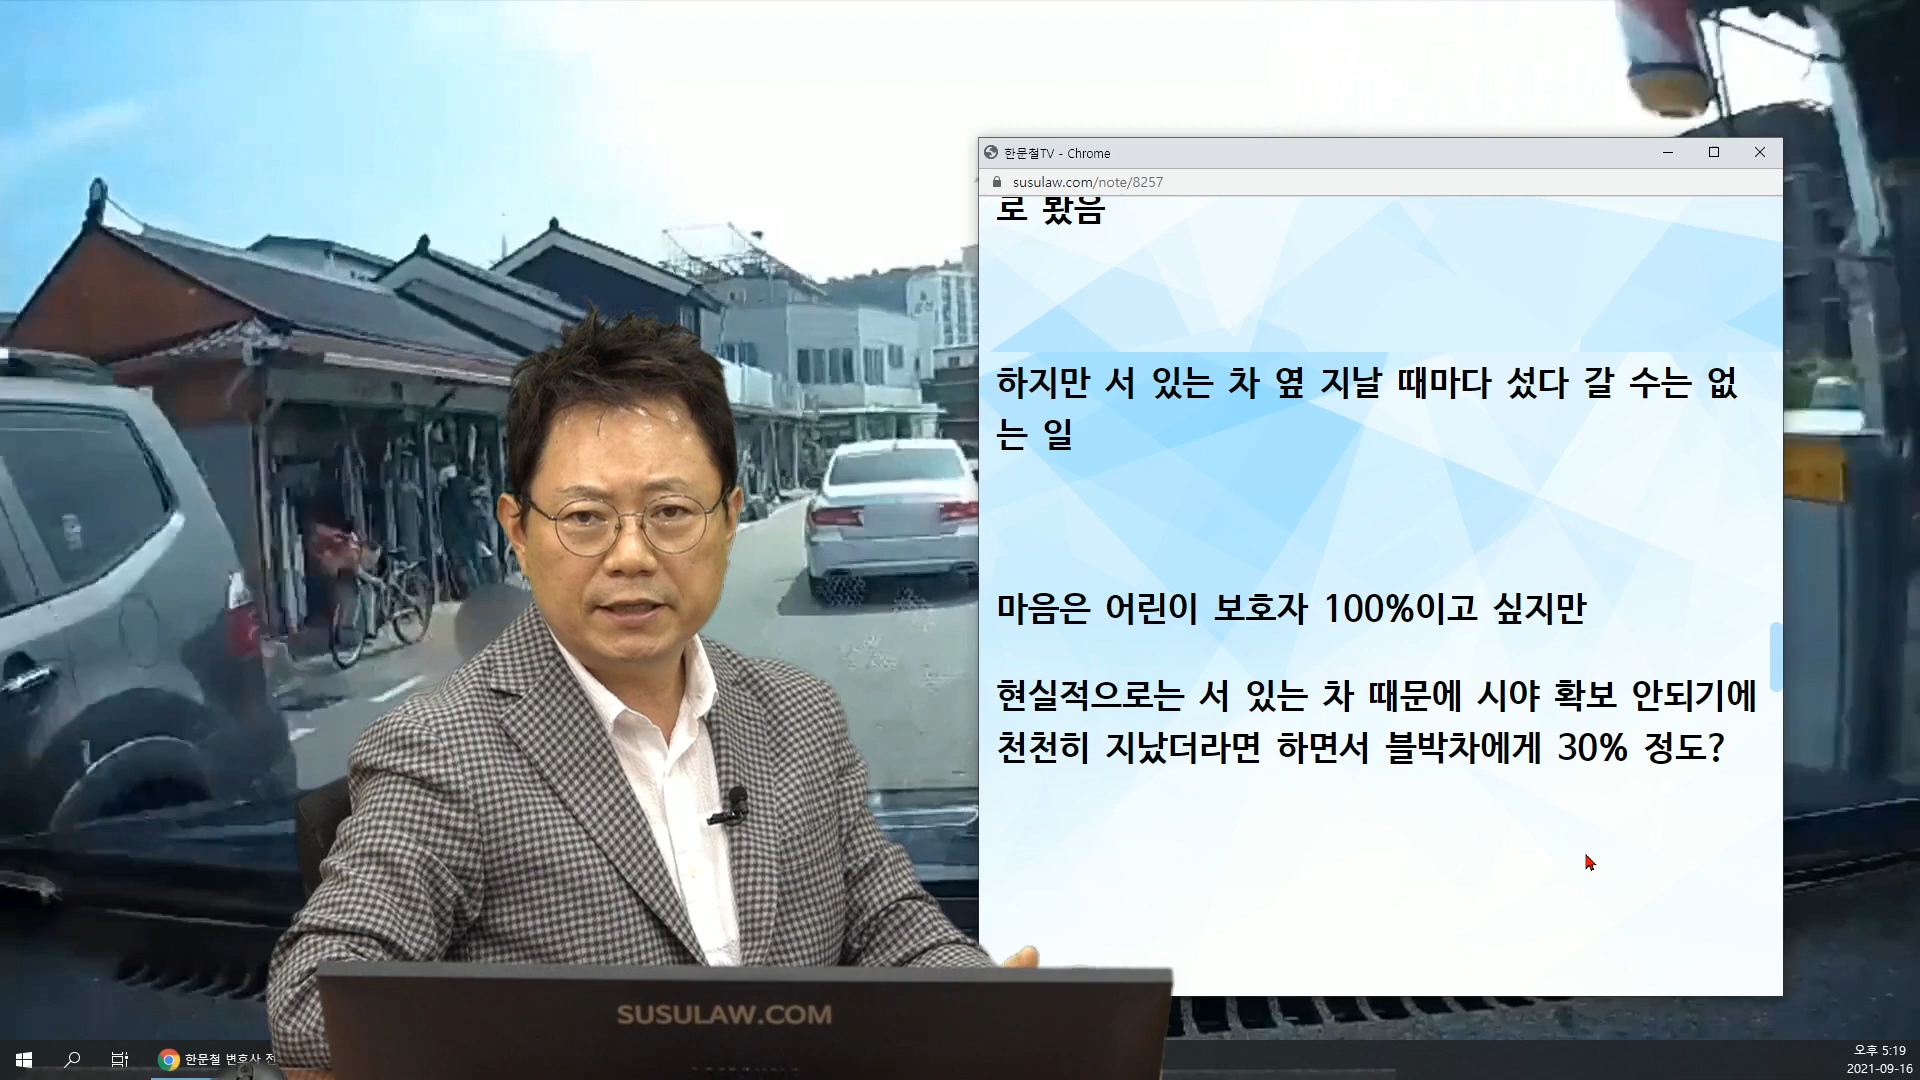 한문철TV - Chrome
susulaw.com/note/8257
로 봤음
하지만 서 있는 차 옆 지날 때마다 섰다 갈 수는 없
는 일
마음은 어린이 보호자 100%이고 싶지만
현실적으로는 서 있는 차 때문에 시야 확보 안되기에
천천히 지났더라면 하면서 블박차에게 30% 정도?
SUSULAW.COM
한문철 변호사 전
오후 5:19
2021-09-16